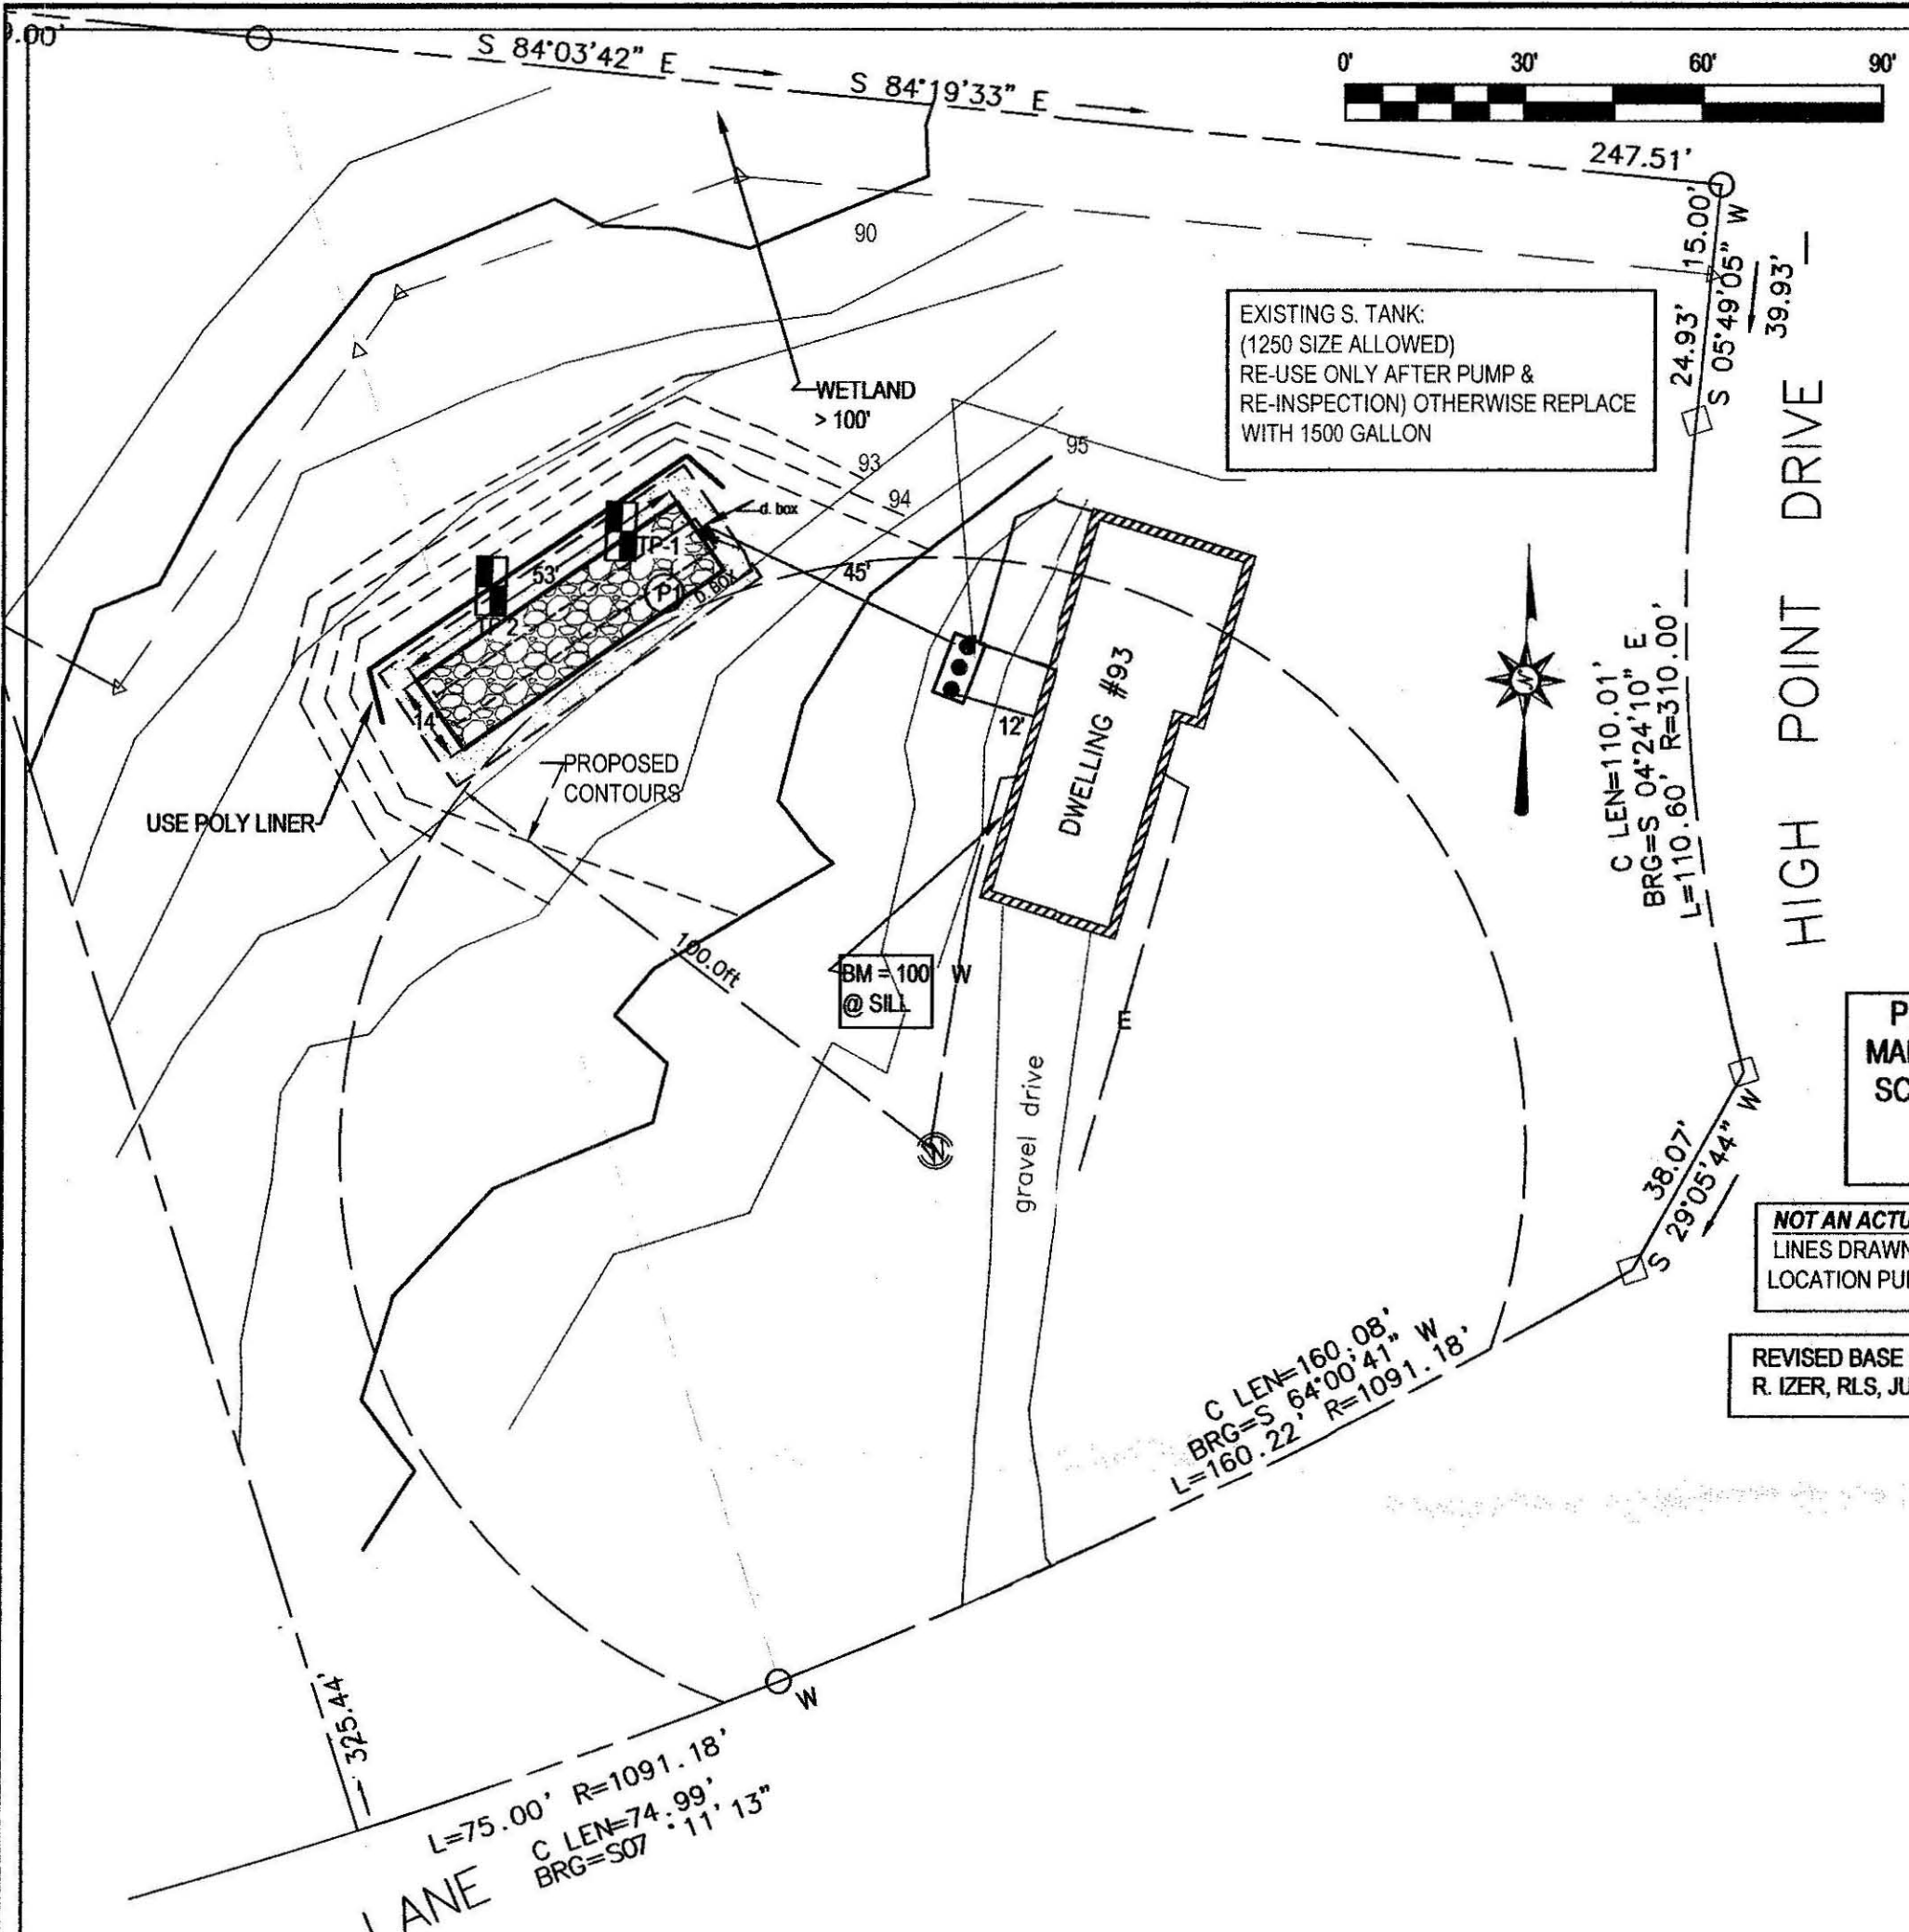 9.00'
S 84°03'42" E
S 84°19'33" E
0' 30' 60' 90'
247.51'
15.00'
W
S 05°49'05"
24.93'
39.93'
90
EXISTING S. TANK:
(1250 SIZE ALLOWED)
RE-USE ONLY AFTER PUMP &
RE-INSPECTION) OTHERWISE REPLACE
WITH 1500 GALLON
WETLAND
> 100'
93
94
95
d. box
TP-1
53'
P1
D. BOX
45'
14'
12'
DWELLING #93
N
C LEN=110.01'
BRG=S 04°24'10" E
L=110.60' R=310.00'
HIGH POINT DRIVE
PROPOSED
CONTOURS
USE POLY LINER
100.0ft
BM = 100
@ SILL
W
E
W
gravel drive
P
MA
SC
38.07'
S 29°05'44" W
NOT AN ACTU
LINES DRAWN
LOCATION PU
REVISED BASE
R. IZER, RLS, JU
C LEN=160.08'
BRG=S 64°00'41" W
L=160.22' R=1091.18'
W
325.44'
L=75.00' R=1091.18'
C LEN=74.99'
BRG=S07°11'13"
LANE